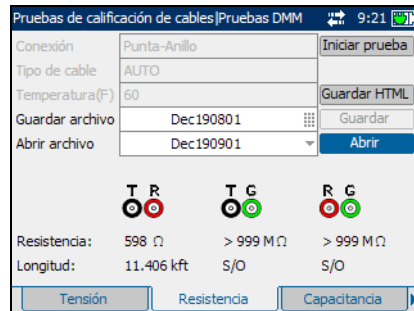 Pruebas de calificación de cables|Pruebas DMM 9:21
Conexión Punta-Anillo Iniciar prueba
Tipo de cable AUTO
Temperatura(F) 60 Guardar HTML
Guardar archivo Dec190801 Guardar
Abrir archivo Dec190901 Abrir
T R T G R G
Resistencia: 598 Ω > 999 MΩ > 999 MΩ
Longitud: 11.406 kft S/O S/O
Tensión Resistencia Capacitancia